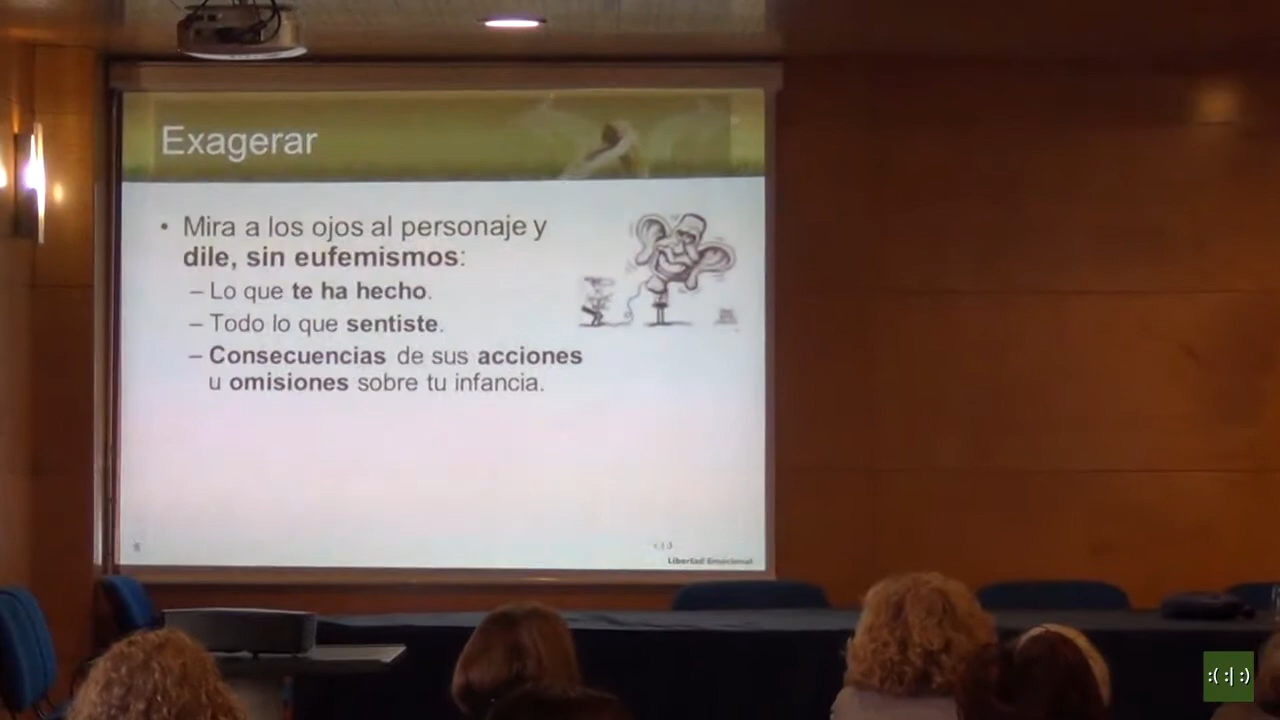 Exagerar
• Mira a los ojos al personaje y
dile, sin eufemismos:
– Lo que te ha hecho.
– Todo lo que sentiste.
– Consecuencias de sus acciones
u omisiones sobre tu infancia.
Libertad Emocional
:( :| :)